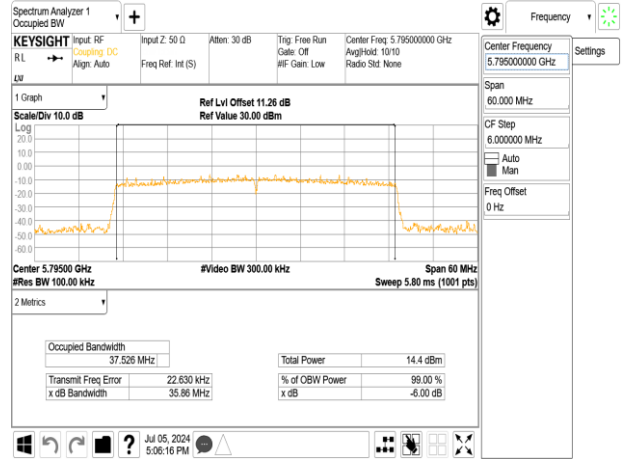 Spectrum Analyzer 1
Occupied BW
Frequency
KEYSIGHT
Input: RF
Coupling: DC
Align: Auto
Input Z: 50 Ω
Freq Ref: Int (S)
Atten: 30 dB
Trig: Free Run
Gate: Off
#IF Gain: Low
Center Freq: 5.795000000 GHz
Avg|Hold: 10/10
Radio Std: None
RL
LXI
Center Frequency
5.795000000 GHz
Settings
Span
60.000 MHz
CF Step
6.000000 MHz
Auto
Man
Freq Offset
0 Hz
1 Graph
Scale/Div 10.0 dB
Ref Lvl Offset 11.26 dB
Ref Value 30.00 dBm
Log
20.0
10.0
0.00
-10.0
-20.0
-30.0
-40.0
-50.0
-60.0
Center 5.79500 GHz
#Res BW 100.00 kHz
#Video BW 300.00 kHz
Span 60 MHz
Sweep 5.80 ms (1001 pts)
2 Metrics
Occupied Bandwidth
37.526 MHz
Total Power 14.4 dBm
Transmit Freq Error 22.630 kHz
% of OBW Power 99.00 %
x dB Bandwidth 35.86 MHz
x dB -6.00 dB
Jul 05, 2024
5:06:16 PM